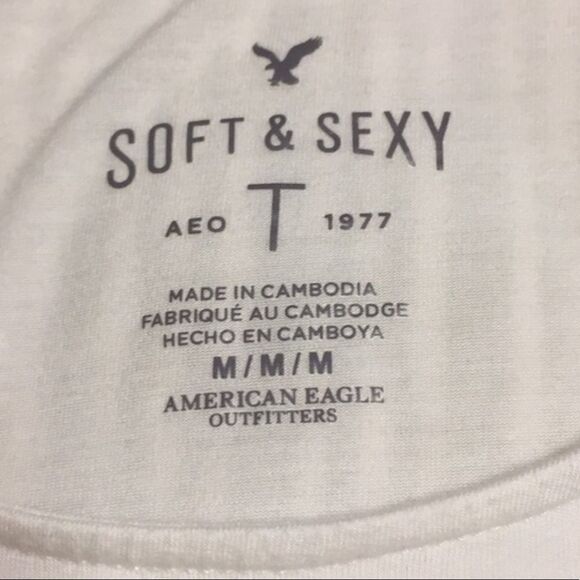 SOFT & SEXY
AEO T 1977
MADE IN CAMBODIA
FABRIQUÉ AU CAMBODGE
HECHO EN CAMBOYA
M/M/M
AMERICAN EAGLE
OUTFITTERS